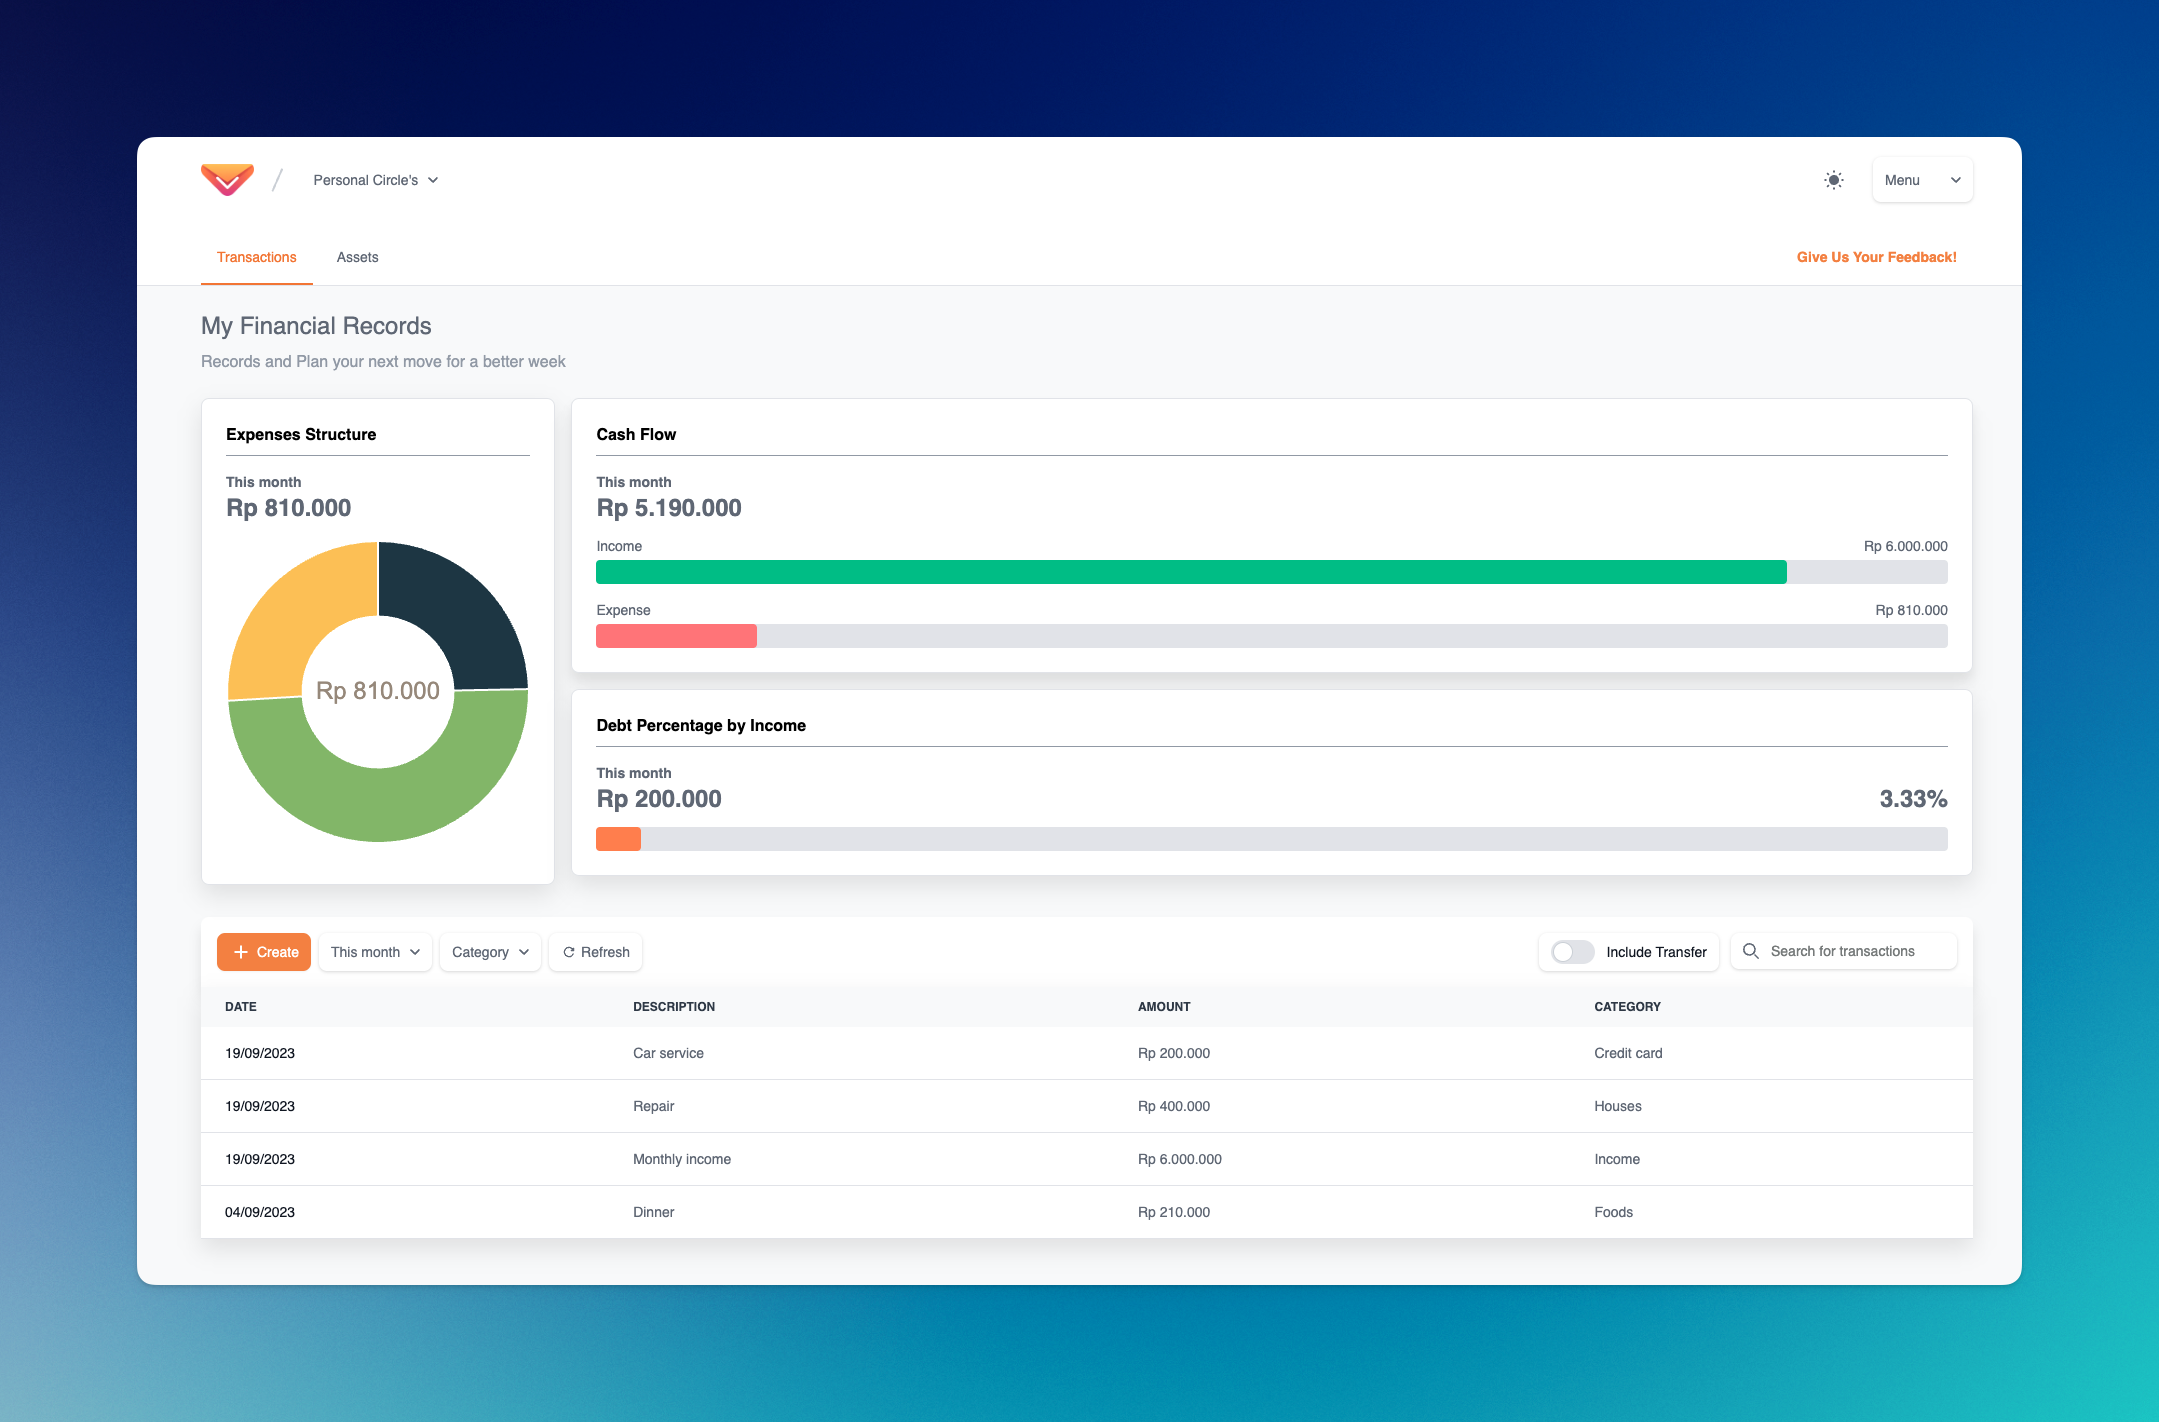 Personal Circle's
Menu
Transactions
Assets
Give Us Your Feedback!
My Financial Records
Records and Plan your next move for a better week
Expenses Structure
This month
Rp 810.000
Rp 810.000
Cash Flow
This month
Rp 5.190.000
Income
Rp 6.000.000
Expense
Rp 810.000
Debt Percentage by Income
This month
Rp 200.000
3.33%
Create
This month
Category
Refresh
Include Transfer
Search for transactions
DATE DESCRIPTION AMOUNT CATEGORY
19/09/2023 Car service Rp 200.000 Credit card
19/09/2023 Repair Rp 400.000 Houses
19/09/2023 Monthly income Rp 6.000.000 Income
04/09/2023 Dinner Rp 210.000 Foods